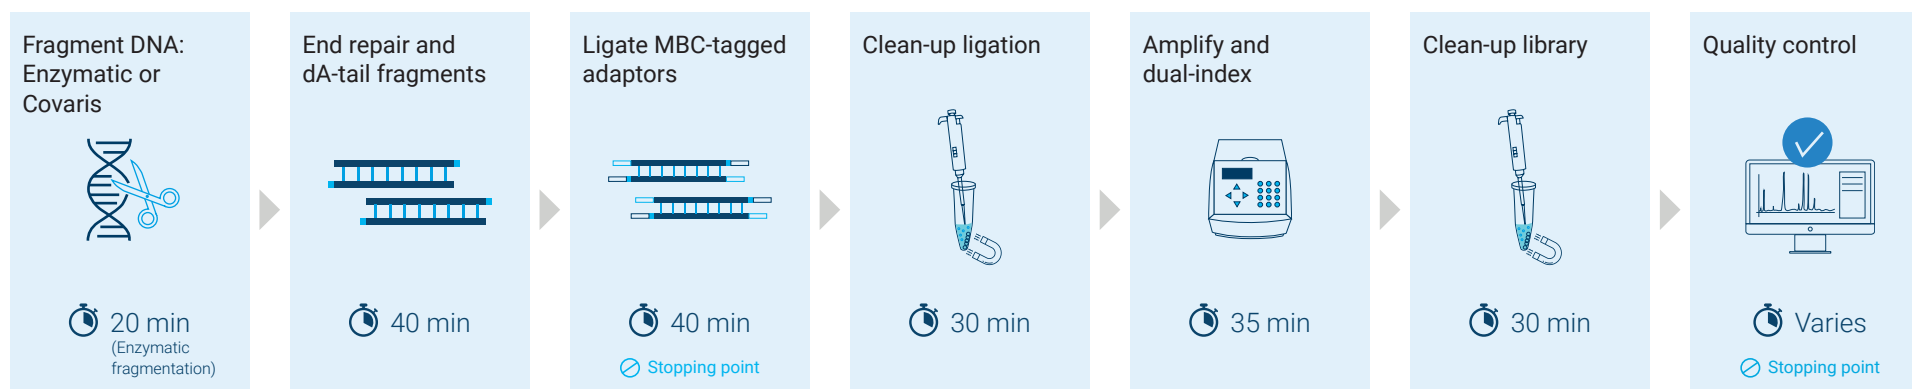 Fragment DNA:
Enzymatic or
Covaris
20 min
(Enzymatic
fragmentation)
End repair and
dA-tail fragments
40 min
Ligate MBC-tagged
adaptors
40 min
Stopping point
Clean-up ligation
30 min
Amplify and
dual-index
35 min
Clean-up library
30 min
Quality control
Varies
Stopping point